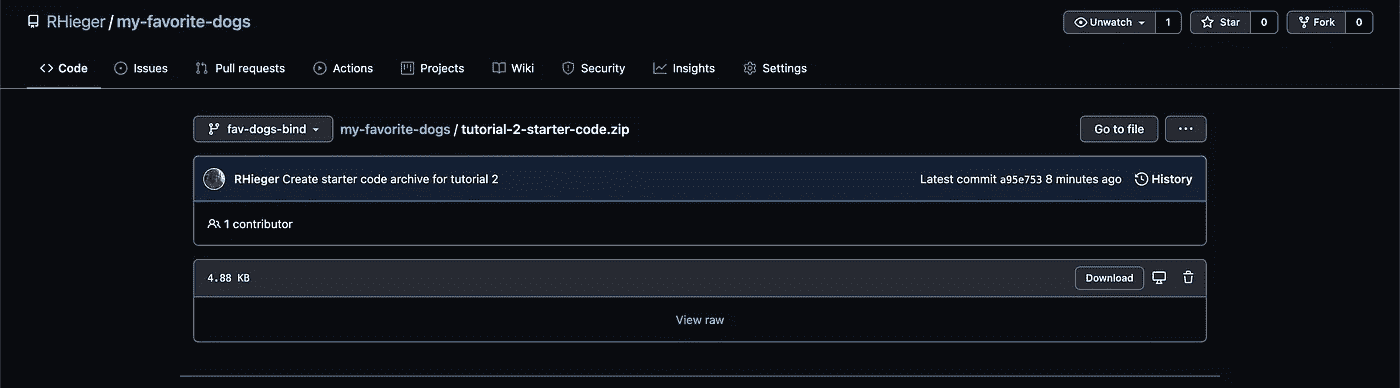 RHieger / my-favorite-dogs Unwatch 1 Star 0 Fork 0
Code Issues Pull requests Actions Projects Wiki Security Insights Settings
fav-dogs-bind my-favorite-dogs / tutorial-2-starter-code.zip Go to file ...
RHieger Create starter code archive for tutorial 2 Latest commit a95e753 8 minutes ago History
1 contributor
4.88 KB Download
View raw